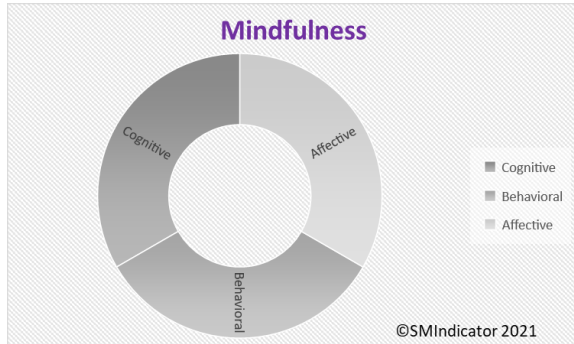 Mindfulness
Cognitive
Affective
Behavioral
Cognitive
Behavioral
Affective
©SMIndicator 2021